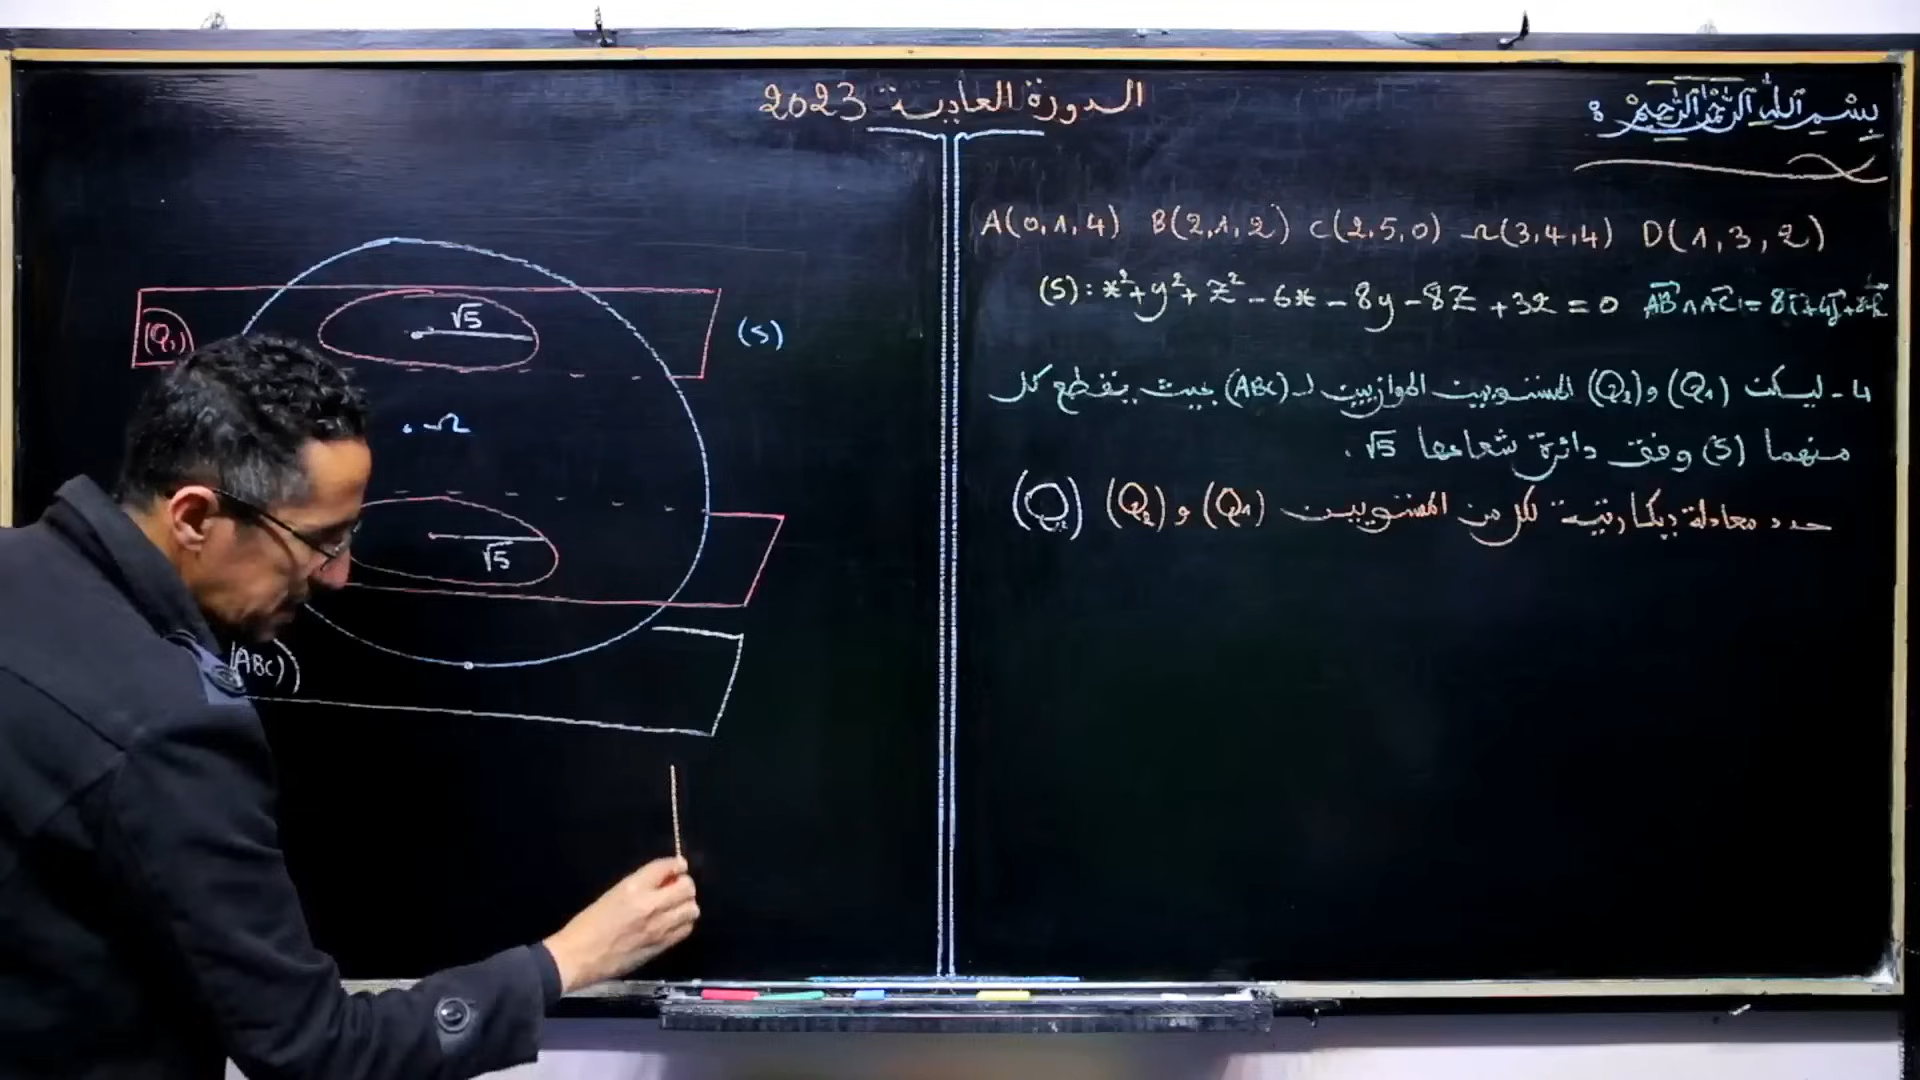 بسم الله الرحمن الرحيم :
الدورة العادية 2023
A(0,1,4) B(2,1,2) C(2,5,0) Ω(3,4,4) D(1,3,2)
(S): x²+y²+z²-6x-8y-8z+32=0
4- ليكن (Q₁) و (Q₂) المستويين الموازيين لـ (ABC) بحيث يقطع كل
منهما (S) وفق دائرة شعاعها √5.
حدد معادلة ديكارتية لكل من المستويين (Q₁) و (Q₂)
(Q₁)
√5
(S)
.Ω
√5
(ABC)